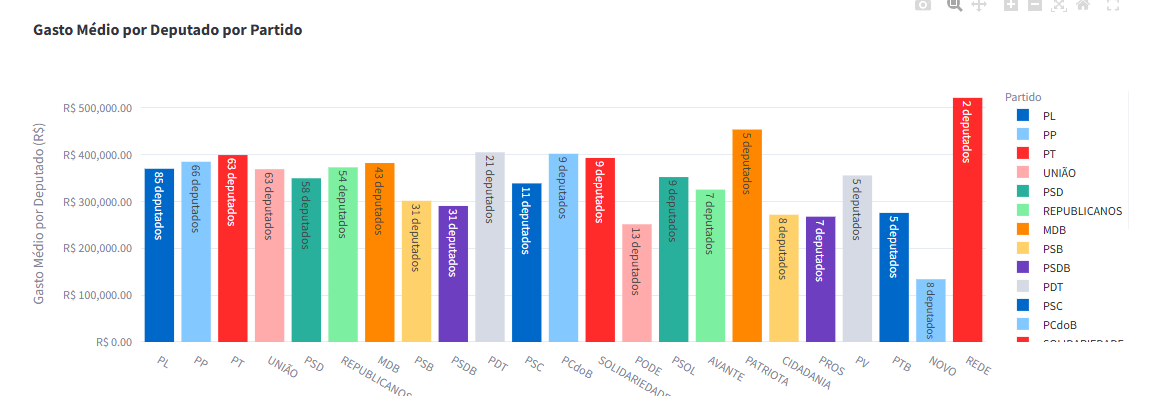 Gasto Médio por Deputado por Partido
Gasto Médio por Deputado (R$)
R$ 500,000.00
R$ 400,000.00
R$ 300,000.00
R$ 200,000.00
R$ 100,000.00
R$ 0.00
85 deputados
66 deputados
63 deputados
63 deputados
58 deputados
54 deputados
43 deputados
31 deputados
31 deputados
21 deputados
11 deputados
9 deputados
9 deputados
13 deputados
9 deputados
7 deputados
5 deputados
8 deputados
7 deputados
5 deputados
5 deputados
8 deputados
2 deputados
PL
PP
PT
UNIÃO
PSD
REPUBLICANOS
MDB
PSB
PSDB
PDT
PSC
PCdoB
SOLIDARIEDADE
PODE
PSOL
AVANTE
PATRIOTA
CIDADANIA
PROS
PV
PTB
NOVO
REDE
Partido
PL
PP
PT
UNIÃO
PSD
REPUBLICANOS
MDB
PSB
PSDB
PDT
PSC
PCdoB
SOLIDARIEDADE